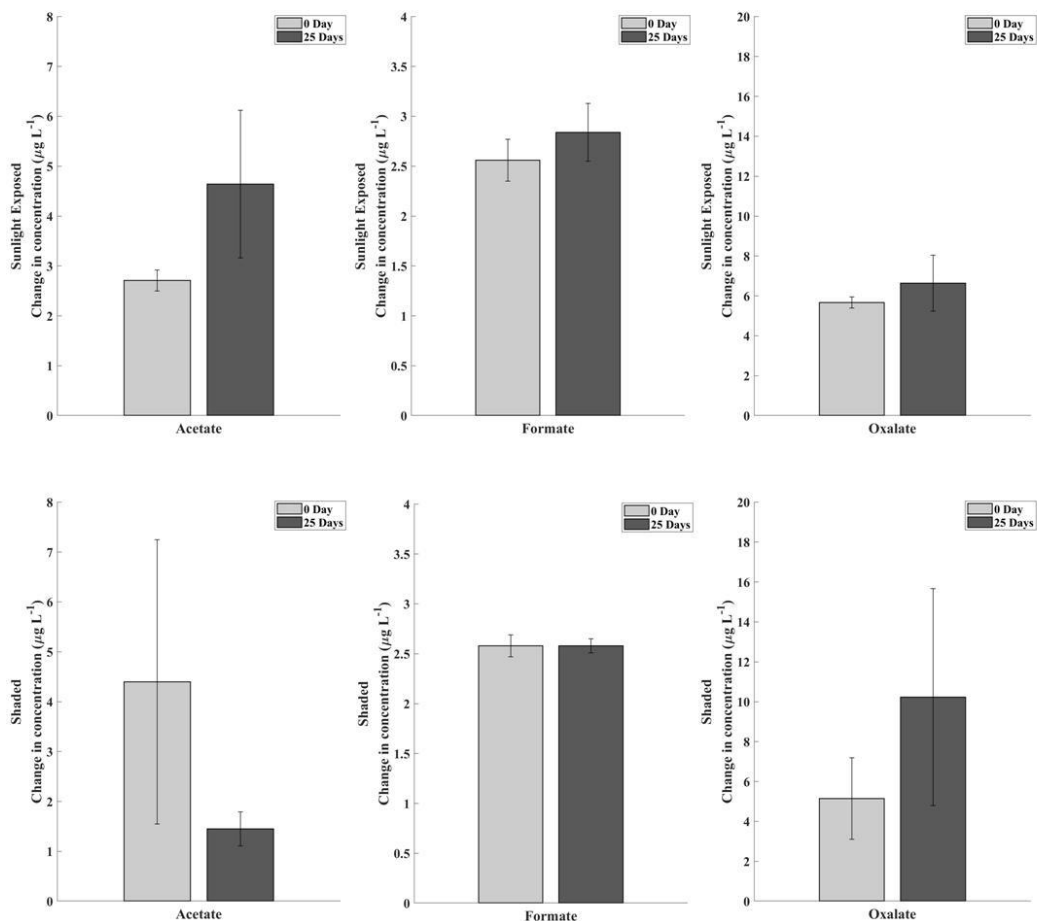 Sunlight Exposed
Change in concentration (µg L⁻¹)
8
7
6
5
4
3
2
1
0
0 Day
25 Days
Acetate
Sunlight Exposed
Change in concentration (µg L⁻¹)
4
3.5
3
2.5
2
1.5
1
0.5
0
0 Day
25 Days
Formate
Sunlight Exposed
Change in concentration (µg L⁻¹)
20
18
16
14
12
10
8
6
4
2
0
0 Day
25 Days
Oxalate
Shaded
Change in concentration (µg L⁻¹)
8
7
6
5
4
3
2
1
0
0 Day
25 Days
Acetate
Shaded
Change in concentration (µg L⁻¹)
4
3.5
3
2.5
2
1.5
1
0.5
0
0 Day
25 Days
Formate
Shaded
Change in concentration (µg L⁻¹)
20
18
16
14
12
10
8
6
4
2
0
0 Day
25 Days
Oxalate